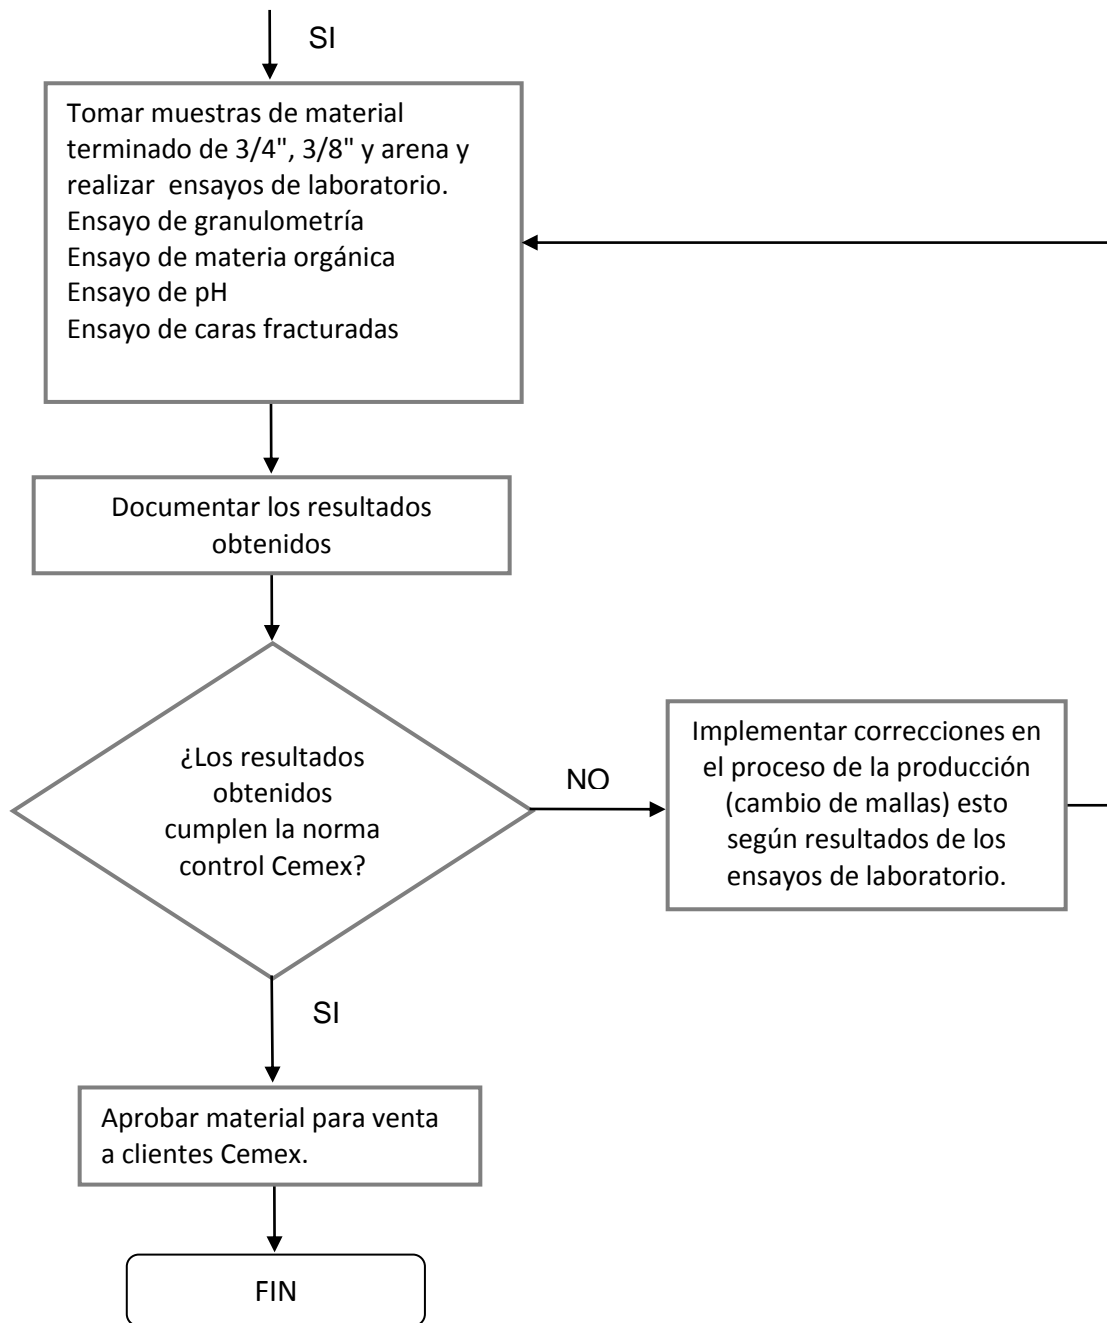 SI
Tomar muestras de material
terminado de 3/4", 3/8" y arena y
realizar ensayos de laboratorio.
Ensayo de granulometría
Ensayo de materia orgánica
Ensayo de pH
Ensayo de caras fracturadas
Documentar los resultados
obtenidos
¿Los resultados
obtenidos
cumplen la norma
control Cemex?
NO
Implementar correcciones en
el proceso de la producción
(cambio de mallas) esto
según resultados de los
ensayos de laboratorio.
SI
Aprobar material para venta
a clientes Cemex.
FIN